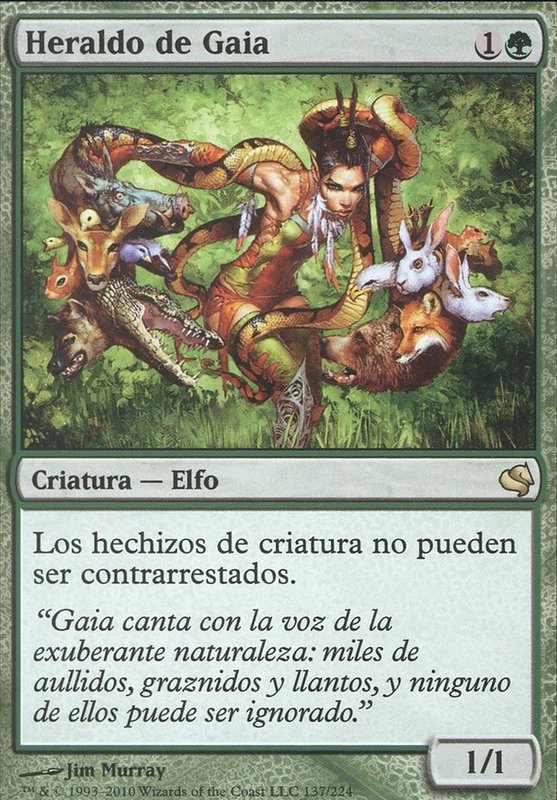 Heraldo de Gaia 1
Criatura — Elfo
Los hechizos de criatura no pueden
ser contrarrestados.
“Gaia canta con la voz de la
exuberante naturaleza: miles de
aullidos, graznidos y llantos, y ninguno
de ellos puede ser ignorado.”
1/1
Jim Murray
™ & © 1993–2010 Wizards of the Coast LLC 137/224